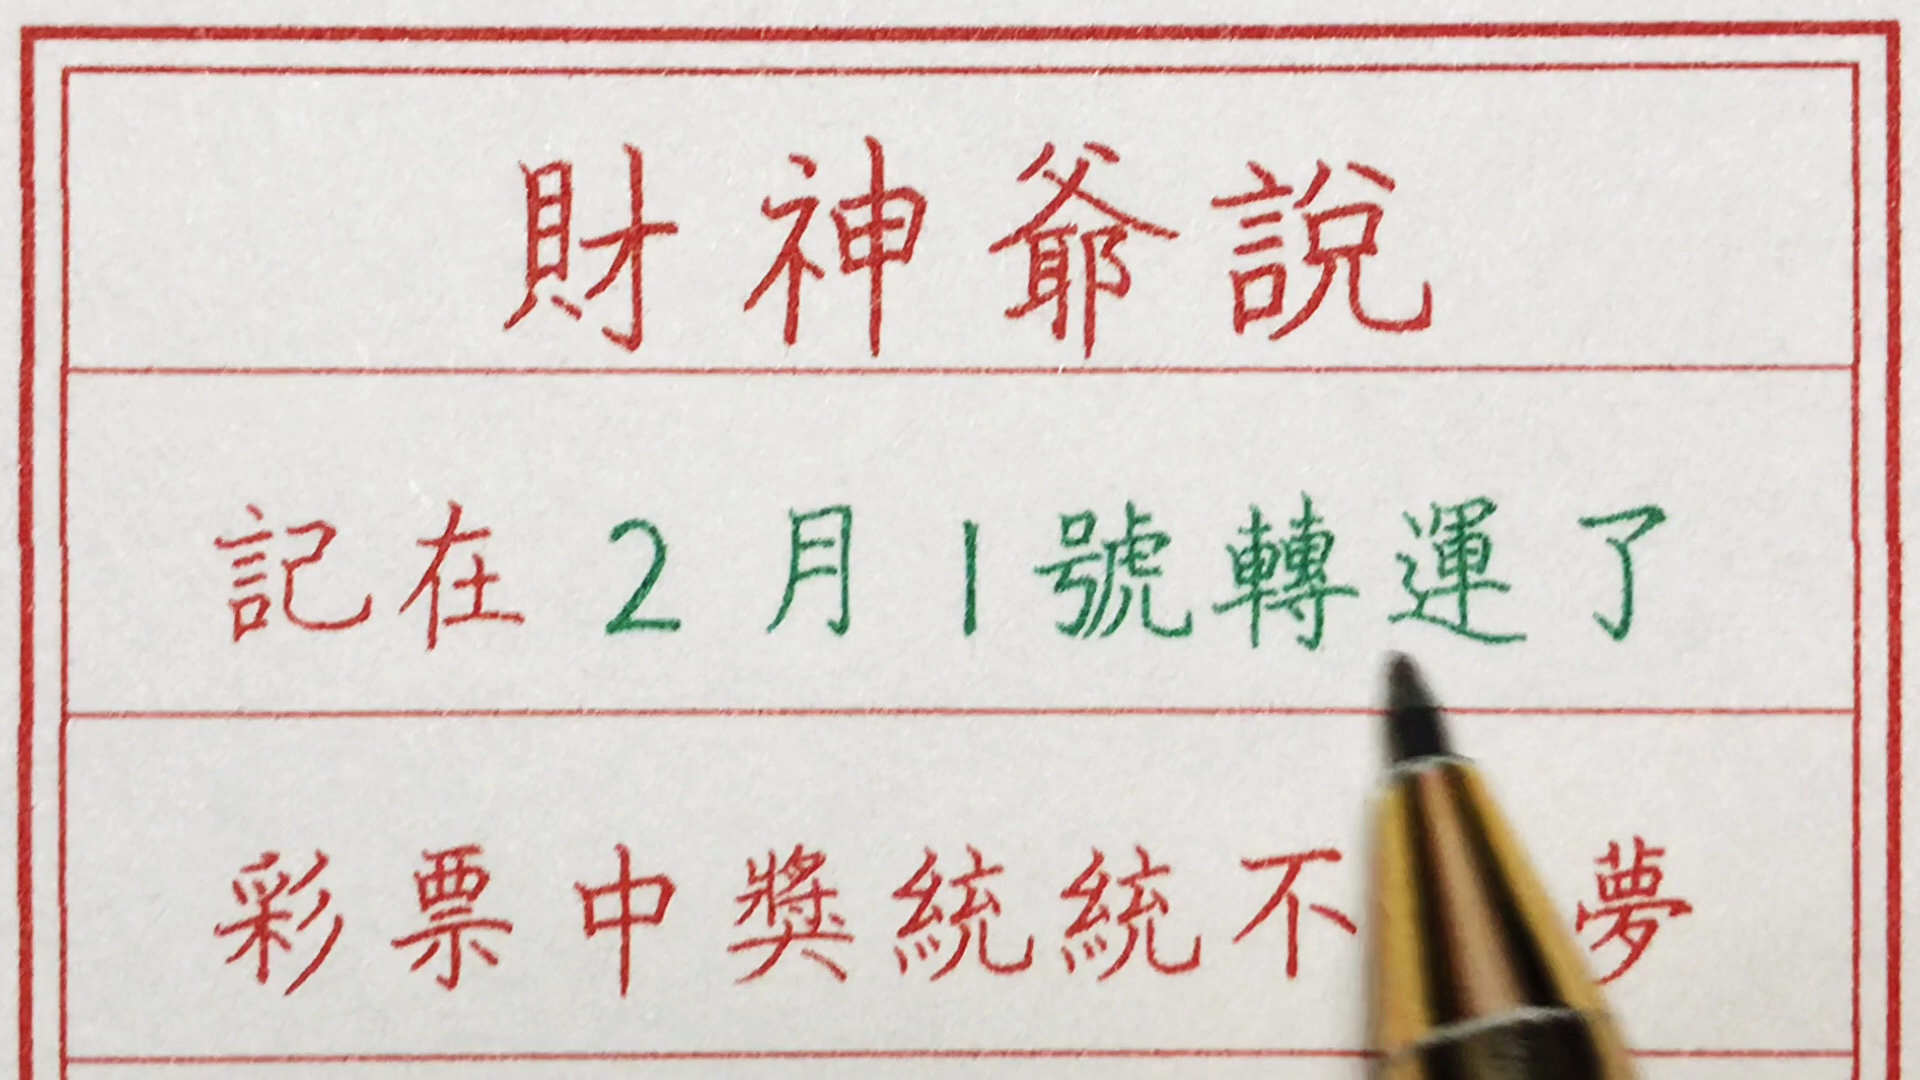 財神爺說
記在2月1號轉運了
彩票中獎統統不夢